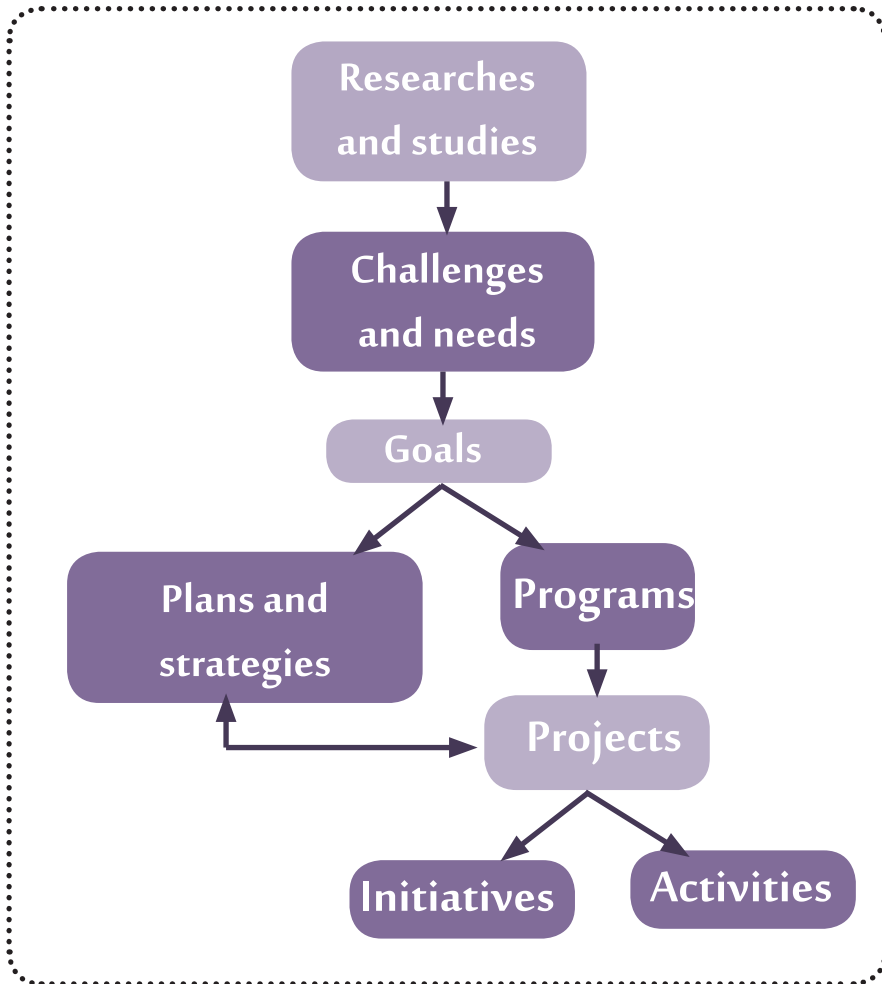 Researches
and studies
Challenges
and needs
Goals
Plans and
strategies
Programs
Projects
Initiatives
Activities